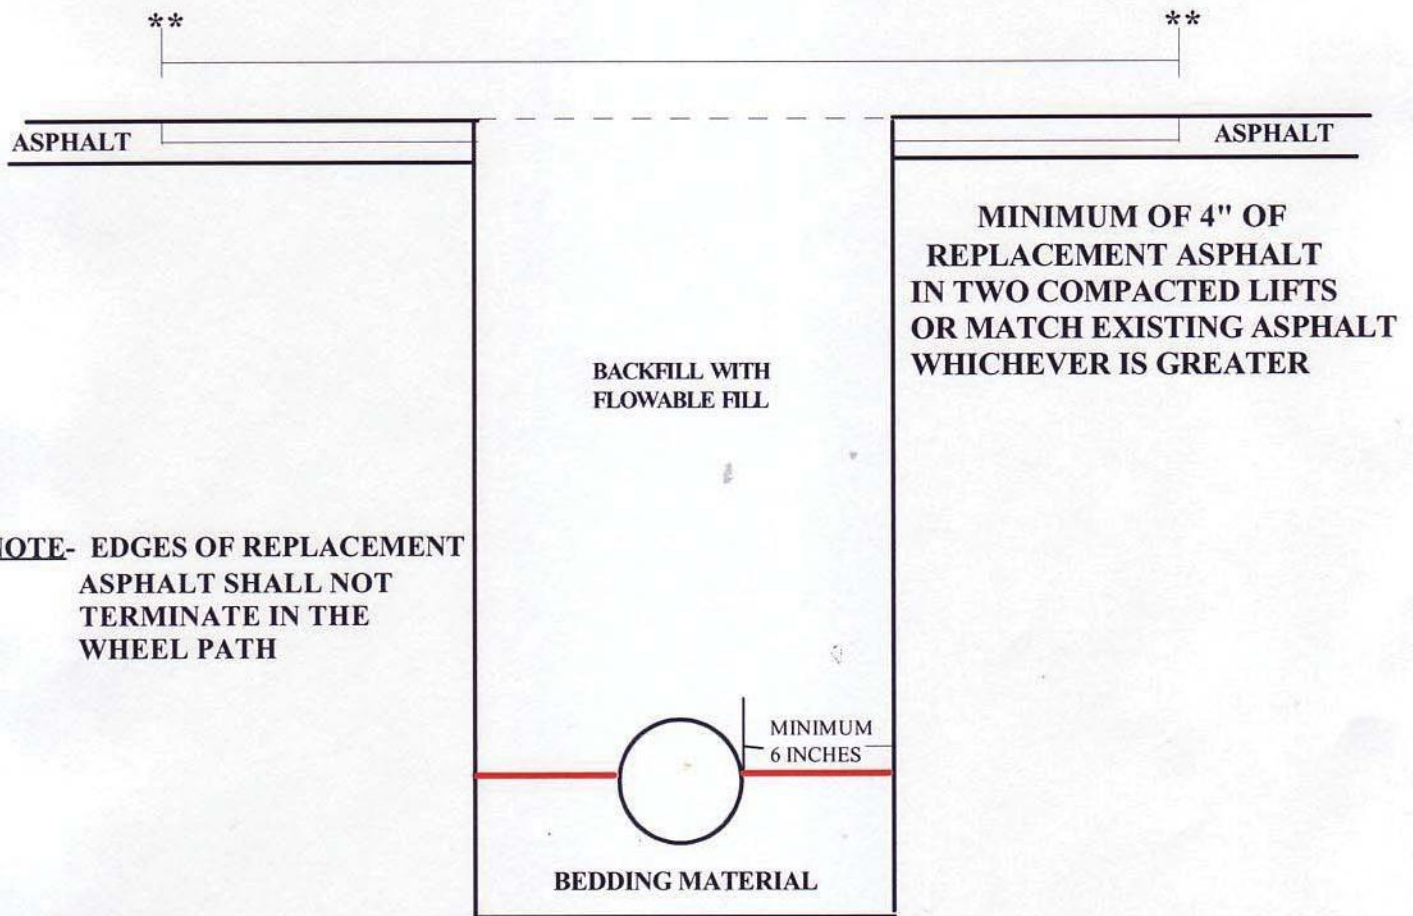 ** **
ASPHALT ASPHALT
MINIMUM OF 4" OF
REPLACEMENT ASPHALT
IN TWO COMPACTED LIFTS
OR MATCH EXISTING ASPHALT
WHICHEVER IS GREATER
BACKFILL WITH
FLOWABLE FILL
NOTE- EDGES OF REPLACEMENT
ASPHALT SHALL NOT
TERMINATE IN THE
WHEEL PATH
MINIMUM
6 INCHES
BEDDING MATERIAL